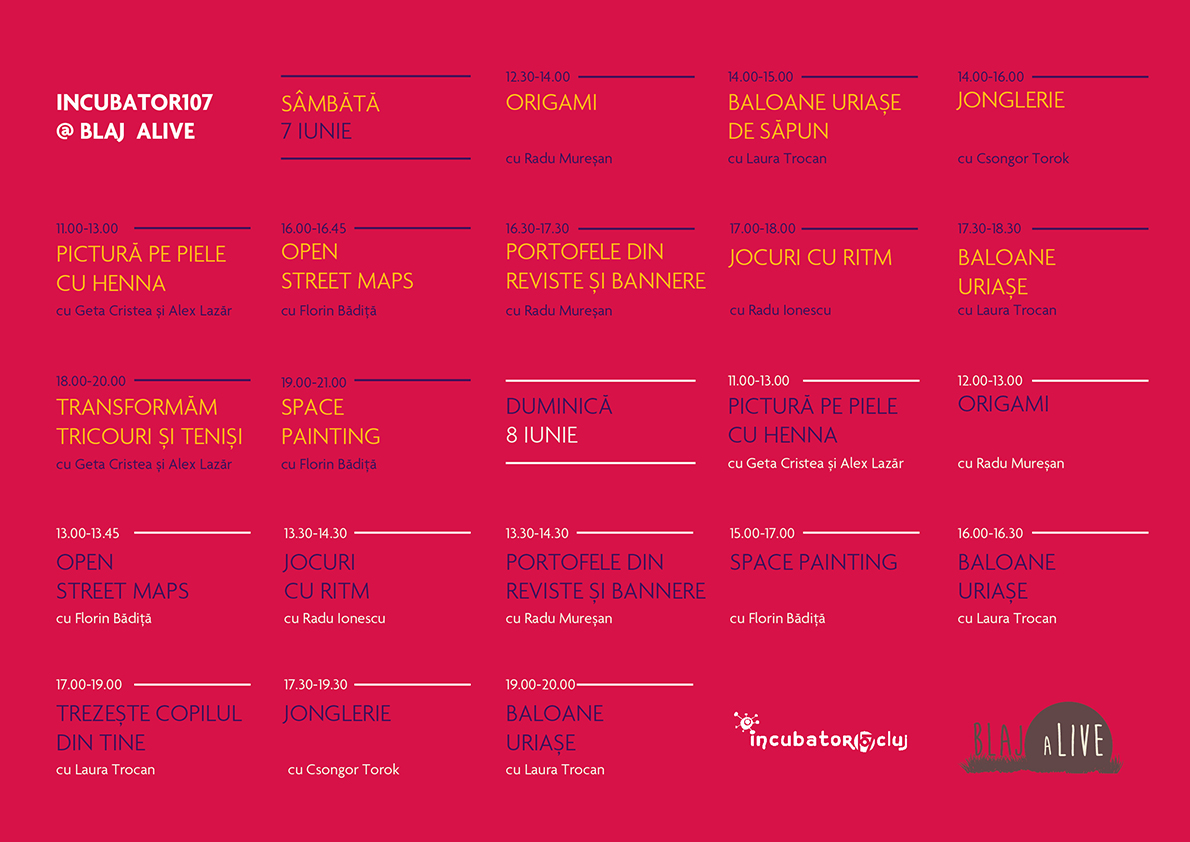 INCUBATOR107
@ BLAJ ALIVE
SÂMBĂTĂ
7 IUNIE
12.30-14.00
ORIGAMI
cu Radu Mureșan
14.00-15.00
BALOANE URIAȘE
DE SĂPUN
cu Laura Trocan
14.00-16.00
JONGLERIE
cu Csongor Torok
11.00-13.00
PICTURĂ PE PIELE
CU HENNA
cu Geta Cristea și Alex Lazăr
16.00-16.45
OPEN
STREET MAPS
cu Florin Bădiță
16.30-17.30
PORTOFELE DIN
REVISTE ȘI BANNERE
cu Radu Mureșan
17.00-18.00
JOCURI CU RITM
cu Radu Ionescu
17.30-18.30
BALOANE
URIAȘE
cu Laura Trocan
18.00-20.00
TRANSFORMĂM
TRICOURI ȘI TENIȘI
cu Geta Cristea și Alex Lazăr
19.00-21.00
SPACE
PAINTING
cu Florin Bădiță
DUMINICĂ
8 IUNIE
11.00-13.00
PICTURĂ PE PIELE
CU HENNA
cu Geta Cristea și Alex Lazăr
12.00-13.00
ORIGAMI
cu Radu Mureșan
13.00-13.45
OPEN
STREET MAPS
cu Florin Bădiță
13.30-14.30
JOCURI
CU RITM
cu Radu Ionescu
13.30-14.30
PORTOFELE DIN
REVISTE ȘI BANNERE
cu Radu Mureșan
15.00-17.00
SPACE PAINTING
cu Florin Bădiță
16.00-16.30
BALOANE
URIAȘE
cu Laura Trocan
17.00-19.00
TREZEȘTE COPILUL
DIN TINE
cu Laura Trocan
17.30-19.30
JONGLERIE
cu Csongor Torok
19.00-20.00
BALOANE
URIAȘE
cu Laura Trocan
incubator107cluj
BLAJ aLIVE